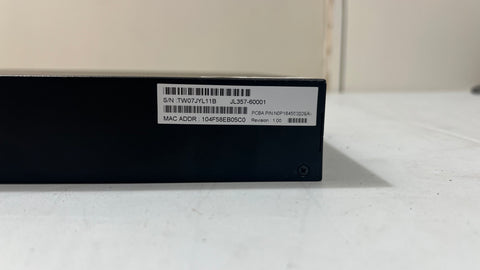 S/N :TW07JYL11B JL357-60001
PCBA P/N:
MAC ADDR : 104F58EB05C0 Revision : 1.00